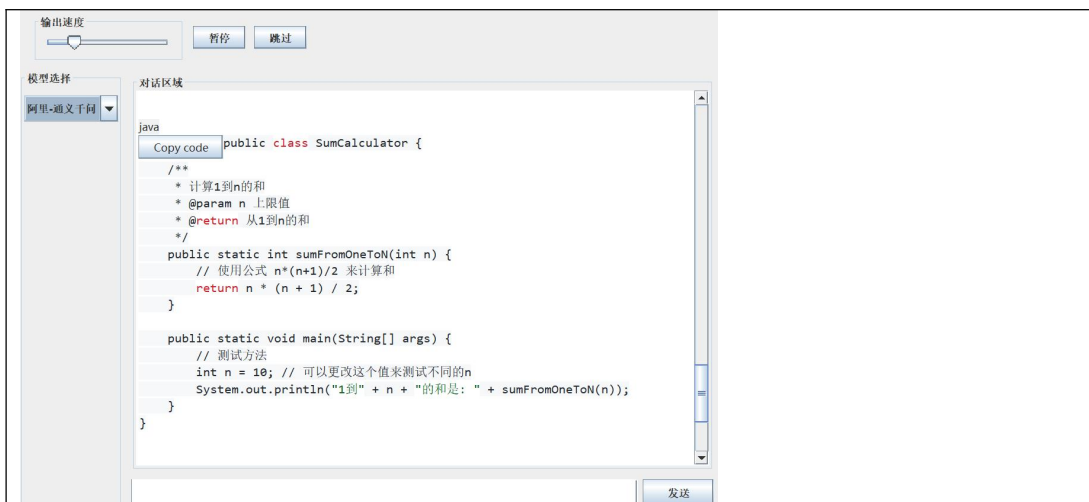 输出速度
暂停
跳过
模型选择
对话区域
阿里-通义千问
java
Copy code
public class SumCalculator {
/**
* 计算1到n的和
* @param n 上限值
* @return 从1到n的和
*/
public static int sumFromOneToN(int n) {
// 使用公式 n*(n+1)/2 来计算和
return n * (n + 1) / 2;
}
public static void main(String[] args) {
// 测试方法
int n = 10; // 可以更改这个值来测试不同的n
System.out.println("1到" + n + "的和是: " + sumFromOneToN(n));
}
}
发送